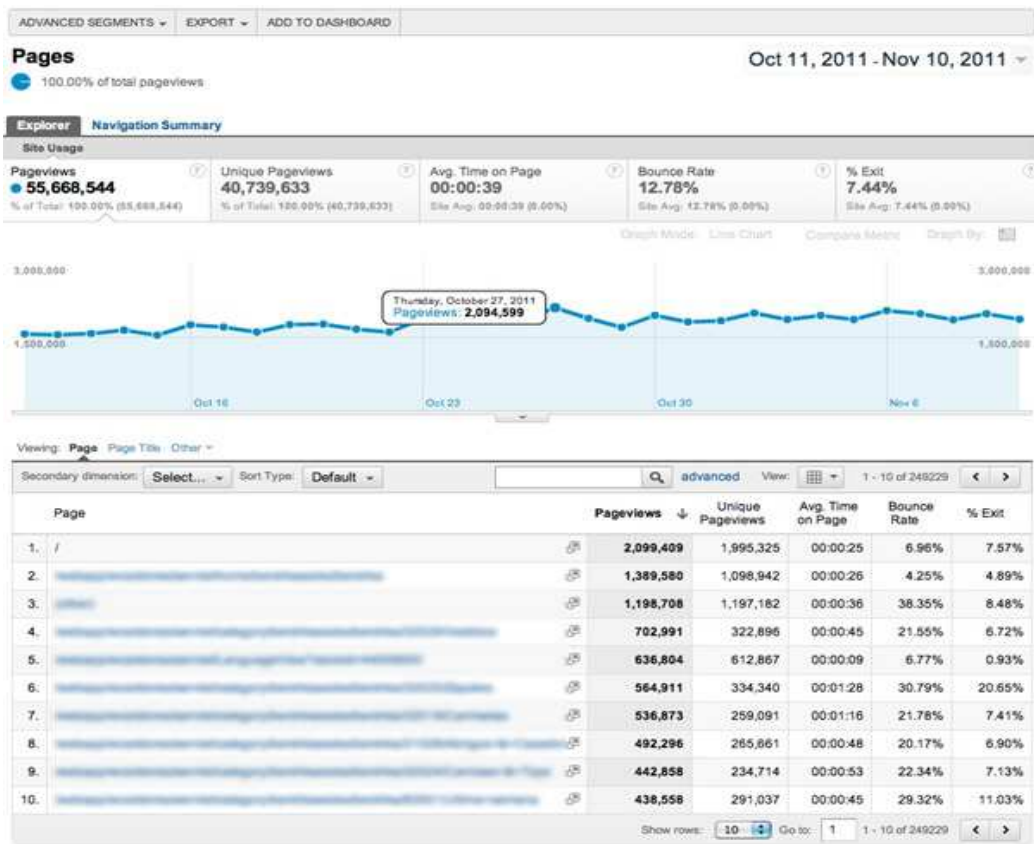 ADVANCED SEGMENTS EXPORT ADD TO DASHBOARD
Pages
Oct 11, 2011 - Nov 10, 2011
100.00% of total pageviews
Explorer Navigation Summary
Site Usage
Pageviews
55,668,544
% of Total: 100.00% (55,668,544)
Unique Pageviews
40,739,633
% of Total: 100.00% (40,739,633)
Avg. Time on Page
00:00:39
Site Avg: 00:00:39 (0.00%)
Bounce Rate
12.78%
Site Avg: 12.78% (0.00%)
% Exit
7.44%
Site Avg: 7.44% (0.00%)
Graph Mode: Line Chart Compare Metric Graph By:
3,000,000 3,000,000
Thursday, October 27, 2011
Pageviews: 2,094,599
1,500,000 1,500,000
Oct 16 Oct 23 Oct 30 Nov 6
Viewing: Page Page Title Other
Secondary dimension: Select... Sort Type: Default advanced View: 1 - 10 of 249229
Page Pageviews Unique Pageviews Avg. Time on Page Bounce Rate % Exit
1. / 2,099,409 1,995,325 00:00:25 6.96% 7.57%
2. 1,389,580 1,098,942 00:00:26 4.25% 4.89%
3. 1,198,708 1,197,182 00:00:36 38.35% 8.48%
4. 702,991 322,896 00:00:45 21.55% 6.72%
5. 636,804 612,867 00:00:09 6.77% 0.93%
6. 564,911 334,340 00:01:28 30.79% 20.65%
7. 536,873 259,091 00:01:16 21.78% 7.41%
8. 492,296 265,661 00:00:48 20.17% 6.90%
9. 442,858 234,714 00:00:53 22.34% 7.13%
10. 438,558 291,037 00:00:45 29.32% 11.03%
Show rows: 10 Go to: 1 1 - 10 of 249229